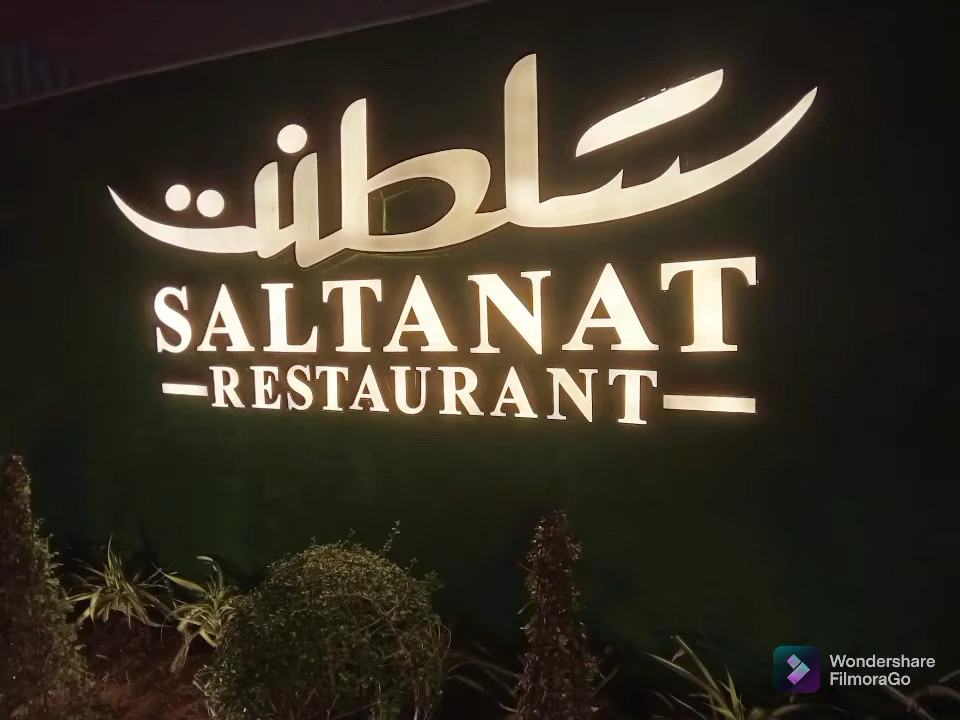 سلطنت
SALTANAT
RESTAURANT
Wondershare
FilmoraGo